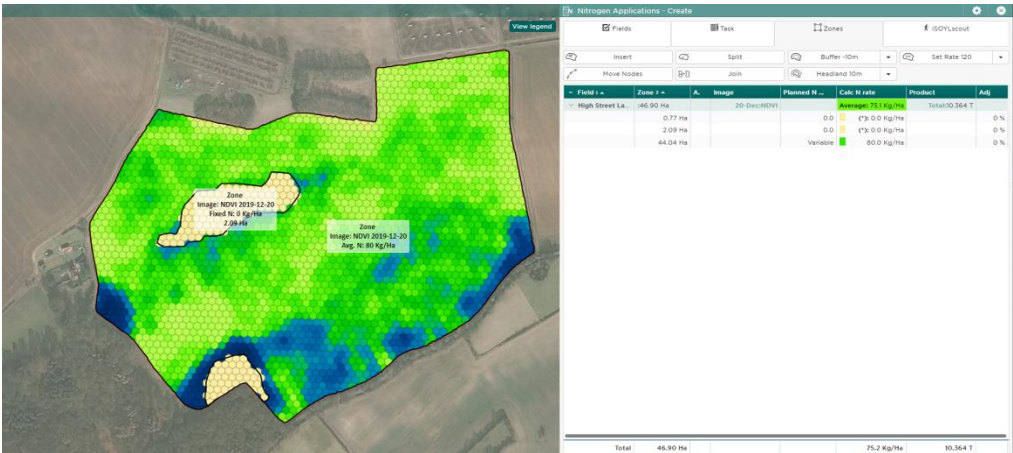 View legend
Zone
Image: NDVI 2019-12-20
Fixed N: 0 Kg/Ha
2.09 Ha
Zone
Image: NDVI 2019-12-20
Avg. N: 80 Kg/Ha
Nitrogen Applications - Create
Fields Task Zones iSOYLscout
Insert Split Buffer -10m Set Rate 120
Move Nodes Join Headland 10m
Field 1 Zone 2 A. Image Planned N ... Calc N rate Product Adj
High Street La... :46.90 Ha 20-Dec:NDVI Average: 75.1 Kg/Ha Total:10.364 T
0.77 Ha 0.0 (*): 0.0 Kg/Ha 0 %
2.09 Ha 0.0 (*): 0.0 Kg/Ha 0 %
44.04 Ha Variable 80.0 Kg/Ha 0 %
Total 46.90 Ha 75.2 Kg/Ha 10.364 T